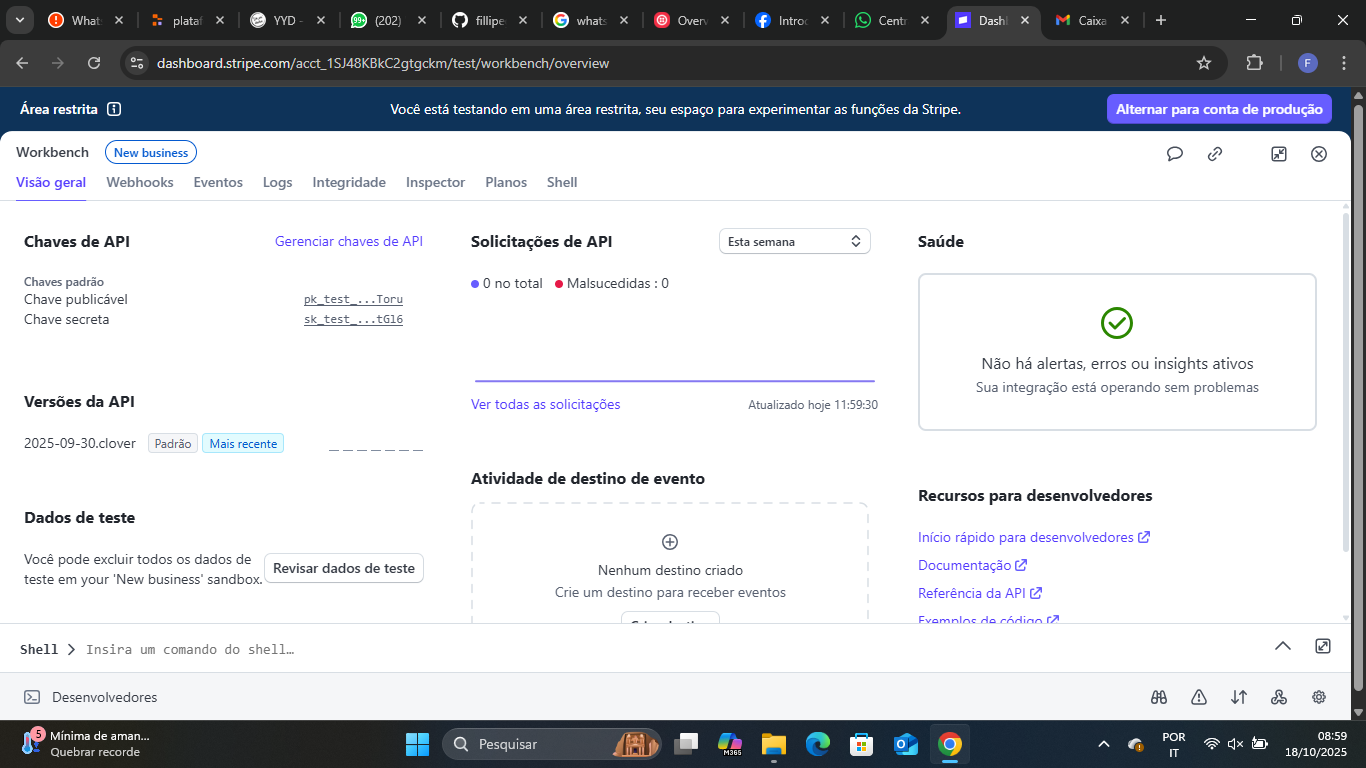 Whats
plataf
YYD -
(202)
fillipe
whats
Overv
Introd
Centr
Dash
Caixa
dashboard.stripe.com/acct_1SJ48KBkC2gtgckm/test/workbench/overview
F
Área restrita
Você está testando em uma área restrita, seu espaço para experimentar as funções da Stripe.
Alternar para conta de produção
Workbench
New business
Visão geral
Webhooks
Eventos
Logs
Integridade
Inspector
Planos
Shell
Chaves de API
Gerenciar chaves de API
Chaves padrão
Chave publicável
pk_test_...Toru
Chave secreta
sk_test_...tGl6
Versões da API
2025-09-30.clover
Padrão
Mais recente
Dados de teste
Você pode excluir todos os dados de
teste em your 'New business' sandbox.
Revisar dados de teste
Solicitações de API
Esta semana
0 no total
Malsucedidas : 0
Ver todas as solicitações
Atualizado hoje 11:59:30
Atividade de destino de evento
Nenhum destino criado
Crie um destino para receber eventos
Saúde
Não há alertas, erros ou insights ativos
Sua integração está operando sem problemas
Recursos para desenvolvedores
Início rápido para desenvolvedores
Documentação
Referência da API
Exemplos de código
Shell
Insira um comando do shell…
Desenvolvedores
5
Mínima de aman...
Quebrar recorde
Pesquisar
M365
POR
IT
08:59
18/10/2025